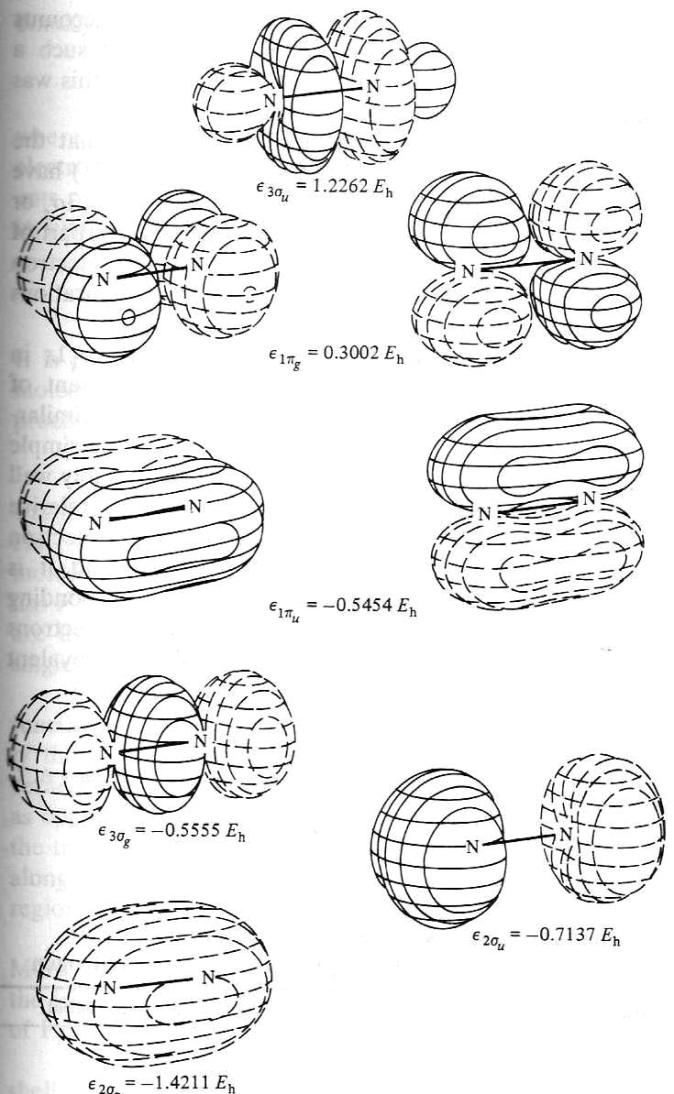 N N
ϵ3σu = 1.2262 Eh
N N
N N
ϵ1πg = 0.3002 Eh
N N
N N
ϵ1πu = −0.5454 Eh
N N
ϵ3σg = −0.5555 Eh
N N
ϵ2σu = −0.7137 Eh
N N
ϵ2σg = −1.4211 Eh